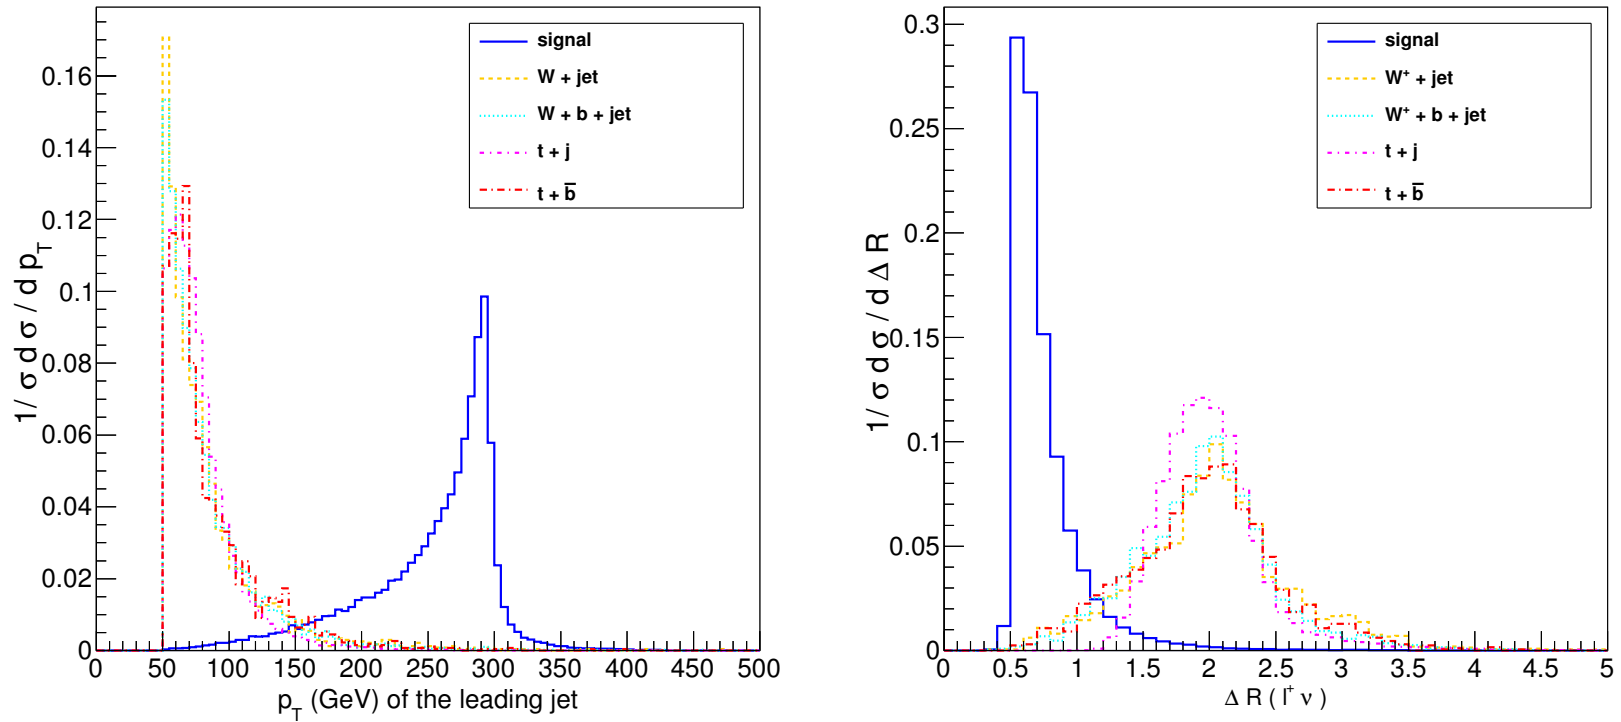 1/ σ d σ / d p_T
0.16
0.14
0.12
0.1
0.08
0.06
0.04
0.02
0
signal
W + jet
W + b + jet
t + j
t + b̅
0 50 100 150 200 250 300 350 400 450 500
p_T (GeV) of the leading jet
1/ σ d σ / d Δ R
0.3
0.25
0.2
0.15
0.1
0.05
0
signal
W⁺ + jet
W⁺ + b + jet
t + j
t + b̅
0 0.5 1 1.5 2 2.5 3 3.5 4 4.5 5
Δ R ( l⁺ ν )